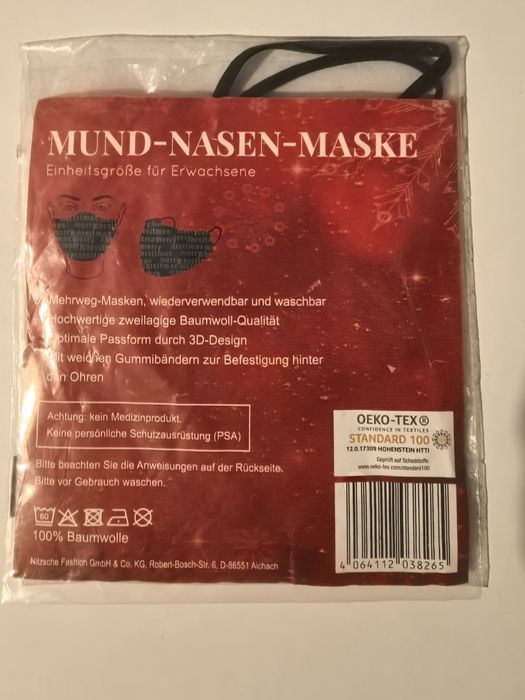 MUND-NASEN-MASKE
Einheitsgröße für Erwachsene
Mehrweg-Masken, wiederverwendbar und waschbar
Hochwertige zweilagige Baumwoll-Qualität
Optimale Passform durch 3D-Design
Mit weichen Gummibändern zur Befestigung hinter
den Ohren
Achtung: kein Medizinprodukt.
Keine persönliche Schutzausrüstung (PSA)
Bitte beachten Sie die Anweisungen auf der Rückseite.
Bitte vor Gebrauch waschen.
60
100% Baumwolle
Nitzsche Fashion GmbH & Co. KG, Robert-Bosch-Str. 6, D-86551 Aichach
OEKO-TEX®
CONFIDENCE IN TEXTILES
STANDARD 100
12.0.17309 HOHENSTEIN HTTI
Geprüft auf Schadstoffe.
www.oeko-tex.com/standard100
4 064112 038265